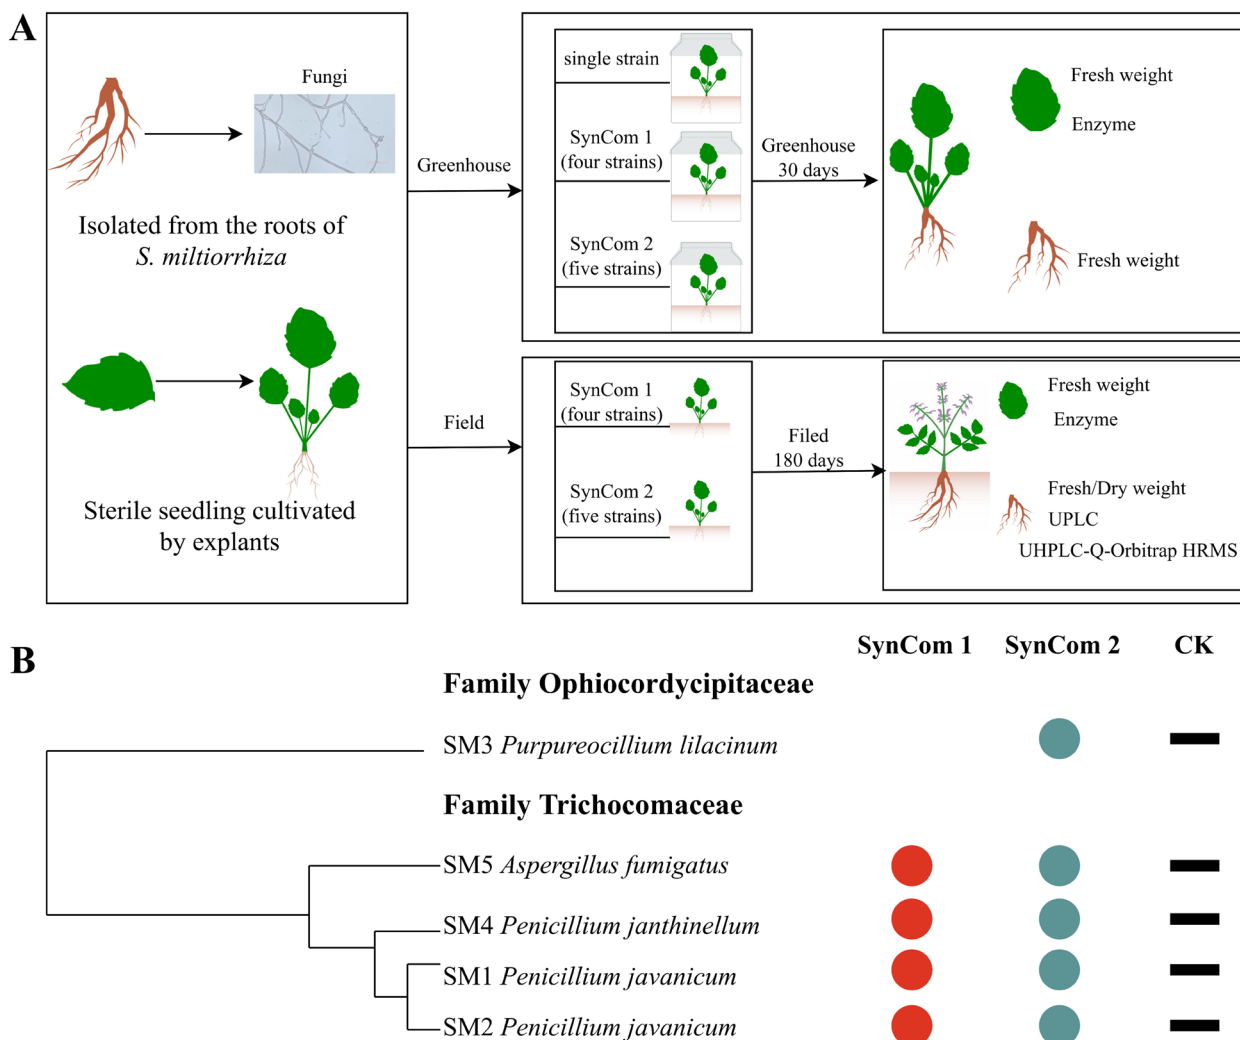 A
Fungi
Isolated from the roots of
S. miltiorrhiza
Sterile seedling cultivated
by explants
Greenhouse
Field
single strain
SynCom 1
(four strains)
SynCom 2
(five strains)
Greenhouse
30 days
Fresh weight
Enzyme
Fresh weight
SynCom 1
(four strains)
SynCom 2
(five strains)
Filed
180 days
Fresh weight
Enzyme
Fresh/Dry weight
UPLC
UHPLC-Q-Orbitrap HRMS
B
SynCom 1 SynCom 2 CK
Family Ophiocordycipitaceae
SM3 Purpureocillium lilacinum
Family Trichocomaceae
SM5 Aspergillus fumigatus
SM4 Penicillium janthinellum
SM1 Penicillium javanicum
SM2 Penicillium javanicum